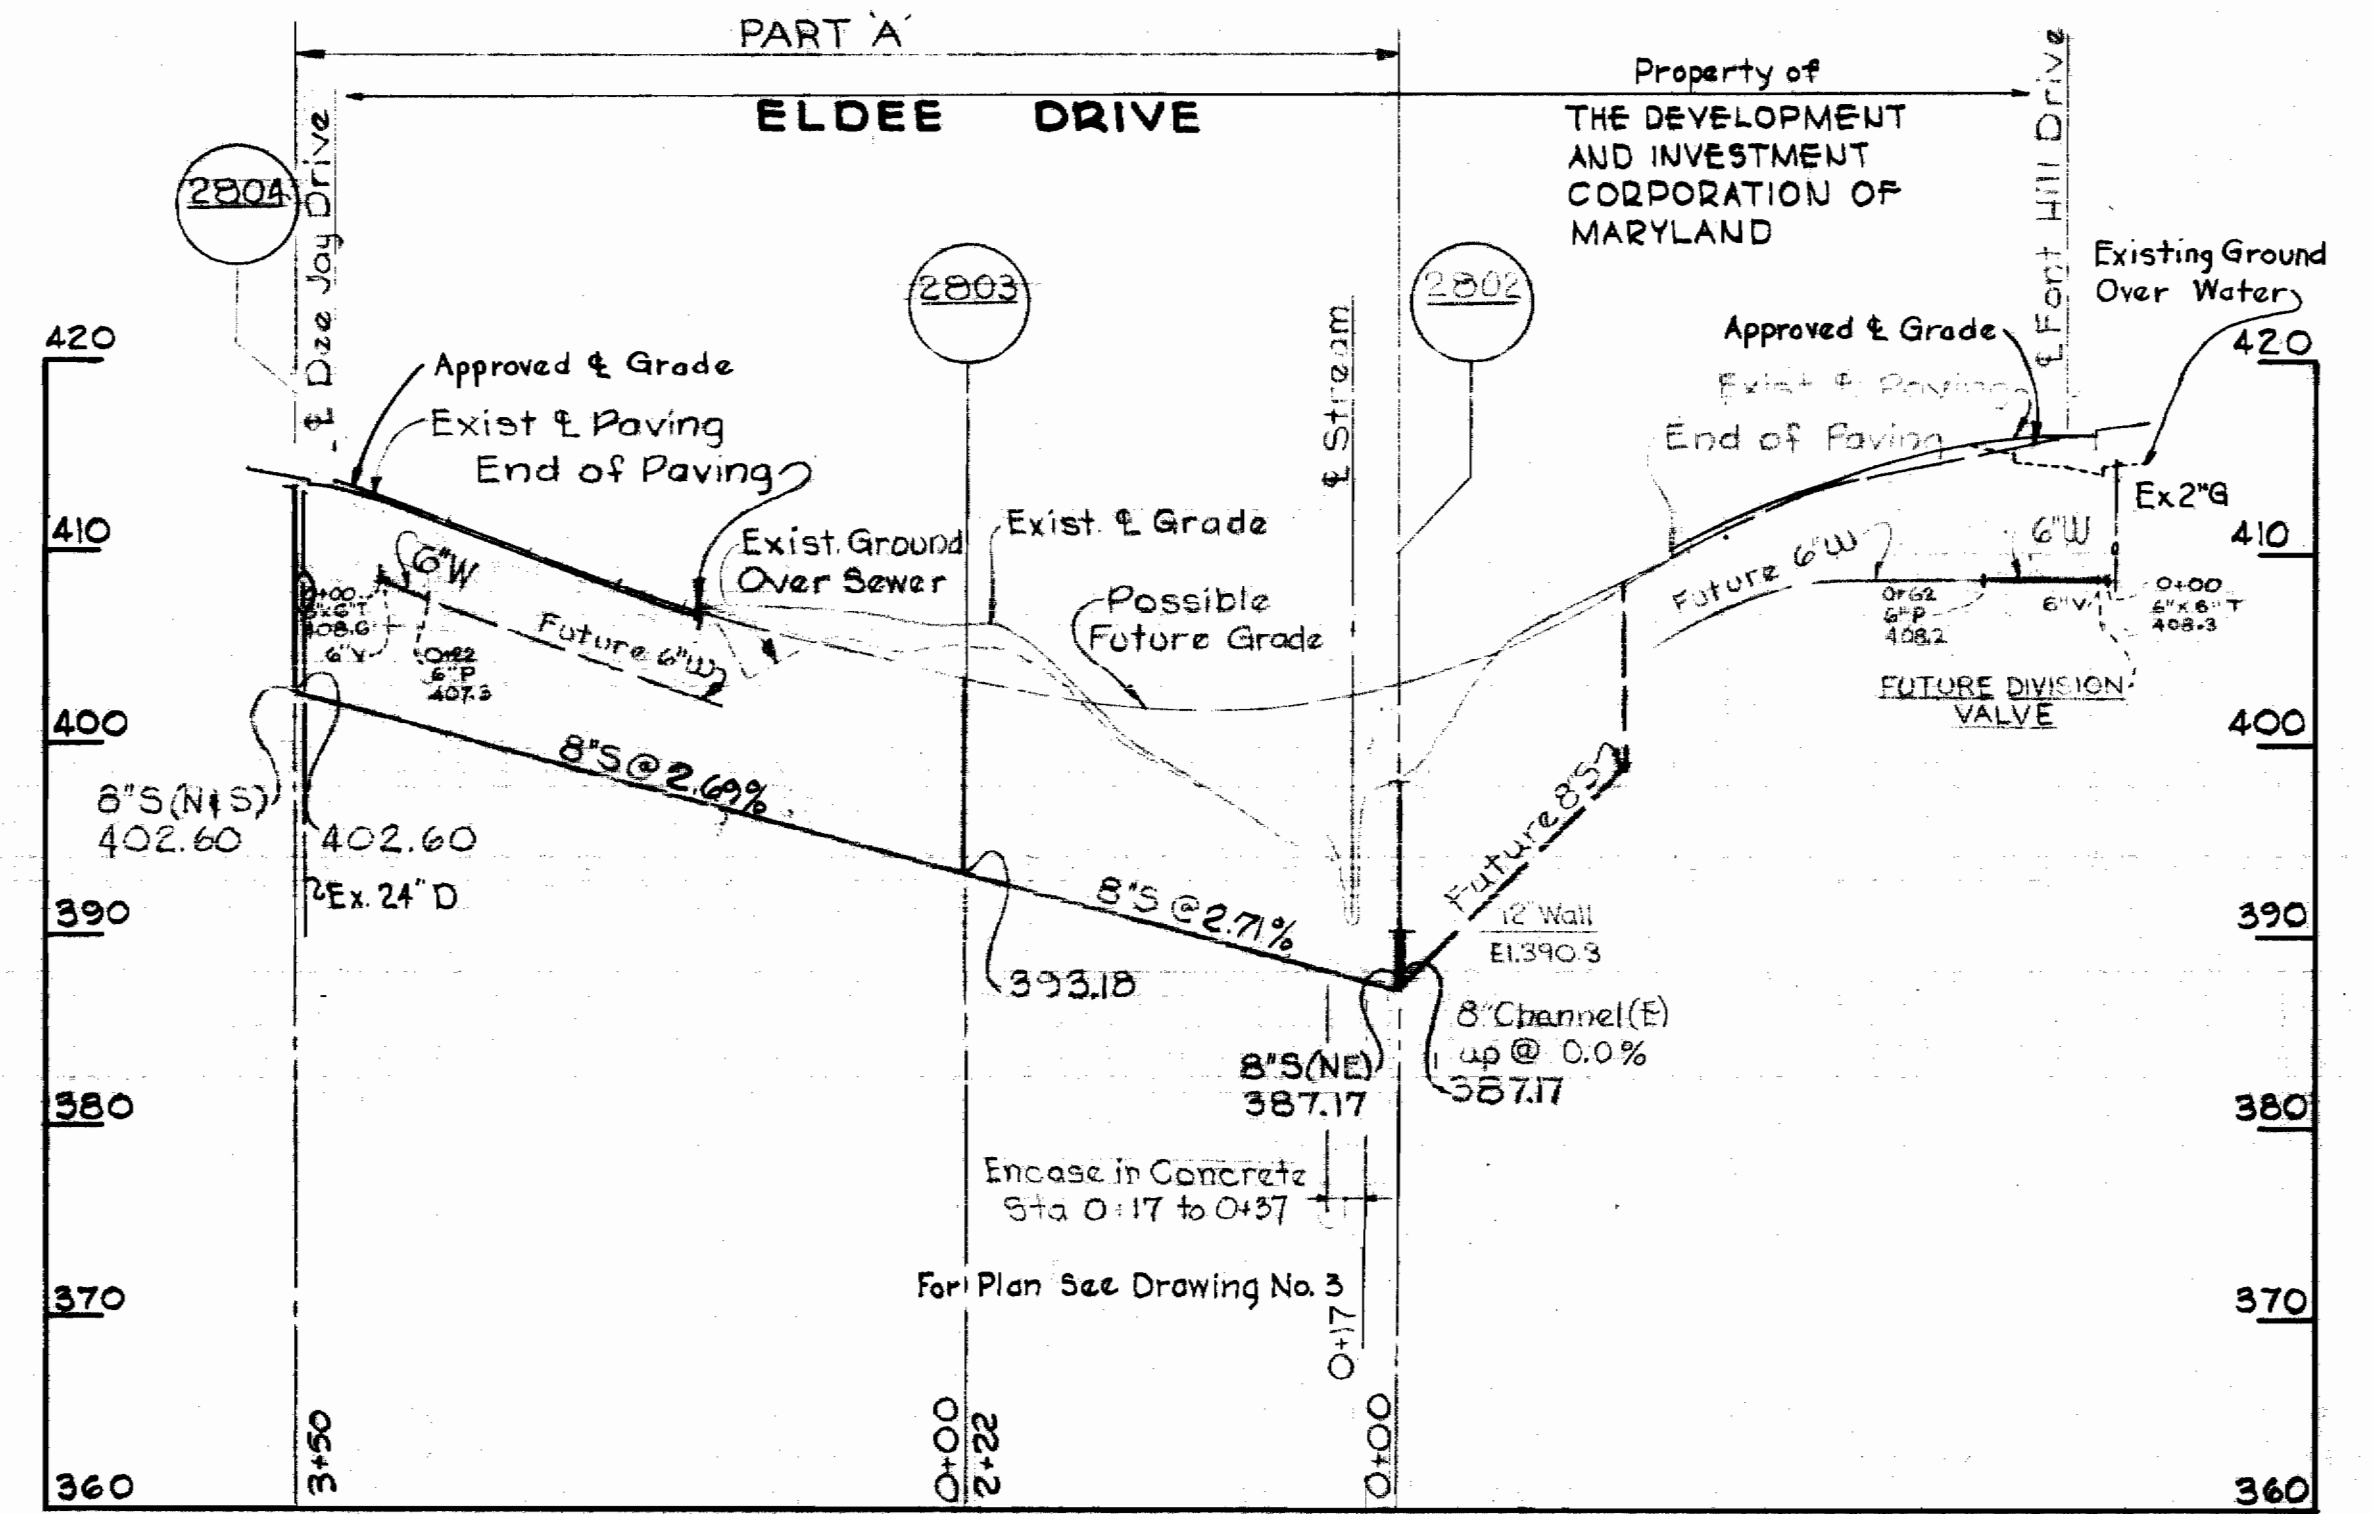 PART 'A'
ELDEE DRIVE
Property of
THE DEVELOPMENT
AND INVESTMENT
CORPORATION OF
MARYLAND
2804
℄ Dee Jay Drive
2803
2802
℄ Stream
℄ Font Hill Drive
Existing Ground
Over Water
420
410
400
390
380
370
360
420
410
400
390
380
370
360
Approved ℄ Grade
Exist ℄ Paving
End of Paving
Exist. Ground
Over Sewer
Exist. ℄ Grade
Possible
Future Grade
Approved ℄ Grade
Exist ℄ Paving
End of Paving
Ex 2"G
6"W
Future 6"W
0+00
6"x6"T
408.6
6"V
0+22
6"P
407.3
Future 6"W
6"W
0+62
6"P
408.2
6"V
0+00
6"x6"T
408.3
FUTURE DIVISION
VALVE
8"S(N&S)
402.60
402.60
Ex. 24"D
8"S@2.69%
8"S@2.71%
393.18
Future 8"S
12"Wall
El.390.3
8"S(NE)
387.17
8"Channel(E)
up @ 0.0%
387.17
Encase in Concrete
Sta 0+17 to 0+37
For Plan See Drawing No. 3
0+17
3+50
0+00
2+22
0+00